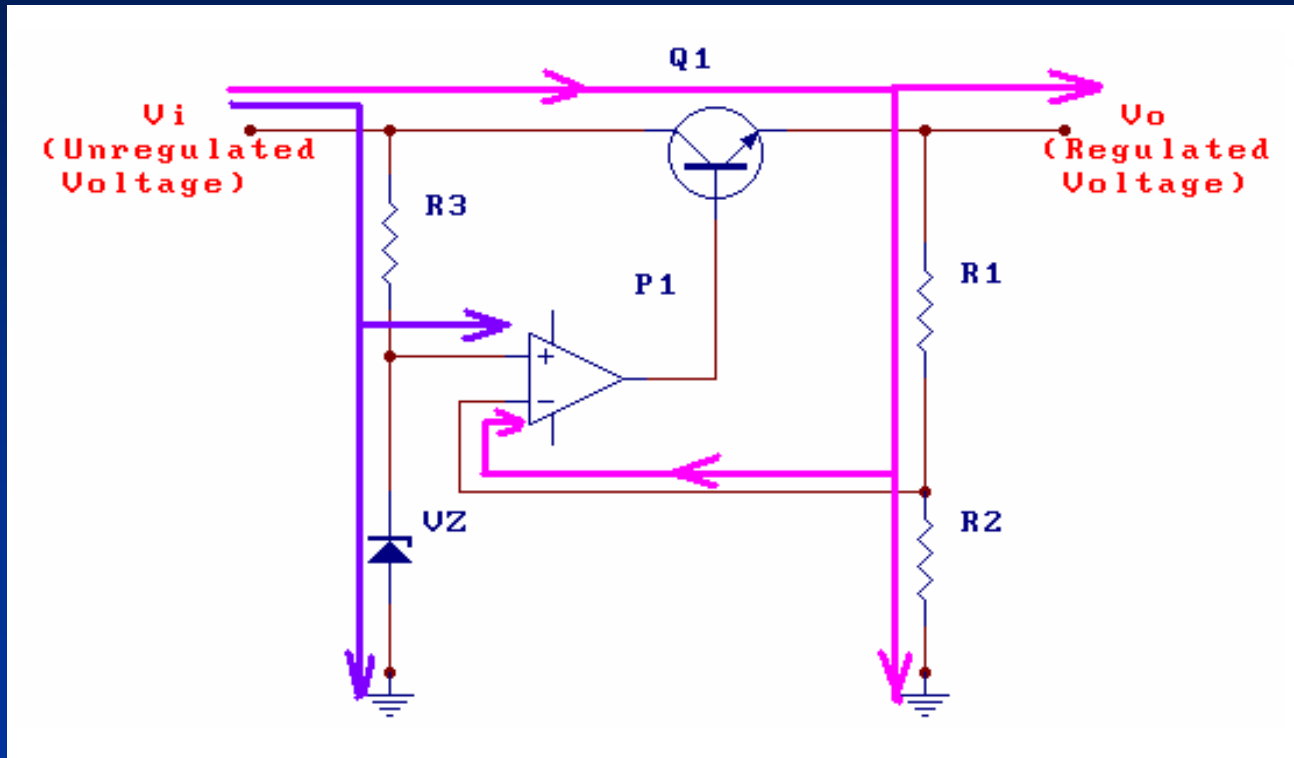 Q1
Vi
(Unregulated
Voltage)
Vo
(Regulated
Voltage)
R3
P1
R1
+
−
VZ
R2